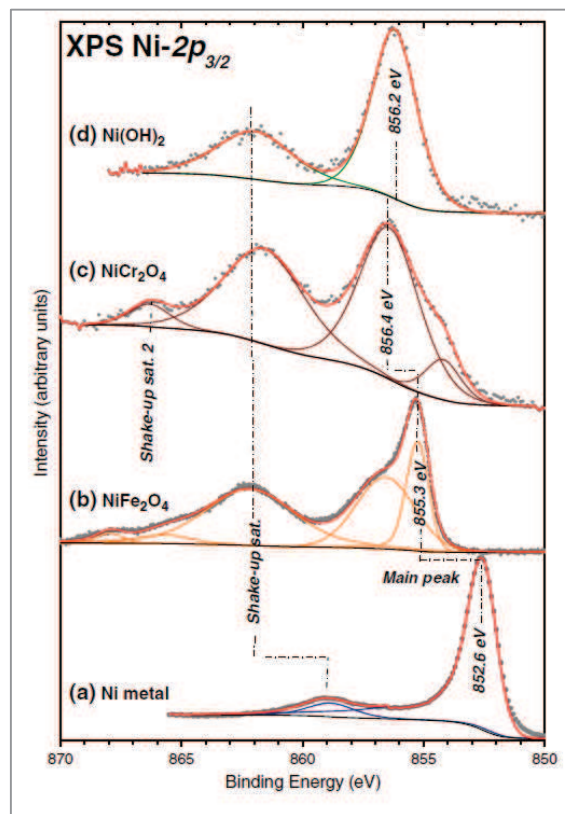 XPS Ni-2p3/2
(d) Ni(OH)2
856.2 eV
(c) NiCr2O4
856.4 eV
Shake-up sat. 2
(b) NiFe2O4
855.3 eV
Main peak
Shake-up sat.
852.6 eV
(a) Ni metal
Intensity (arbitrary units)
870 865 860 855 850
Binding Energy (eV)